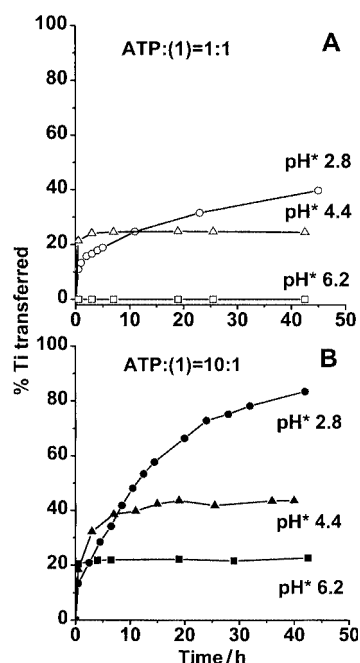 100
A
ATP:(1)=1:1
80
60
pH* 2.8
40
pH* 4.4
20
pH* 6.2
0
0 10 20 30 40 50
% Ti transferred
100
B
ATP:(1)=10:1
80
pH* 2.8
60
40
pH* 4.4
20
pH* 6.2
0
0 10 20 30 40 50
Time/h